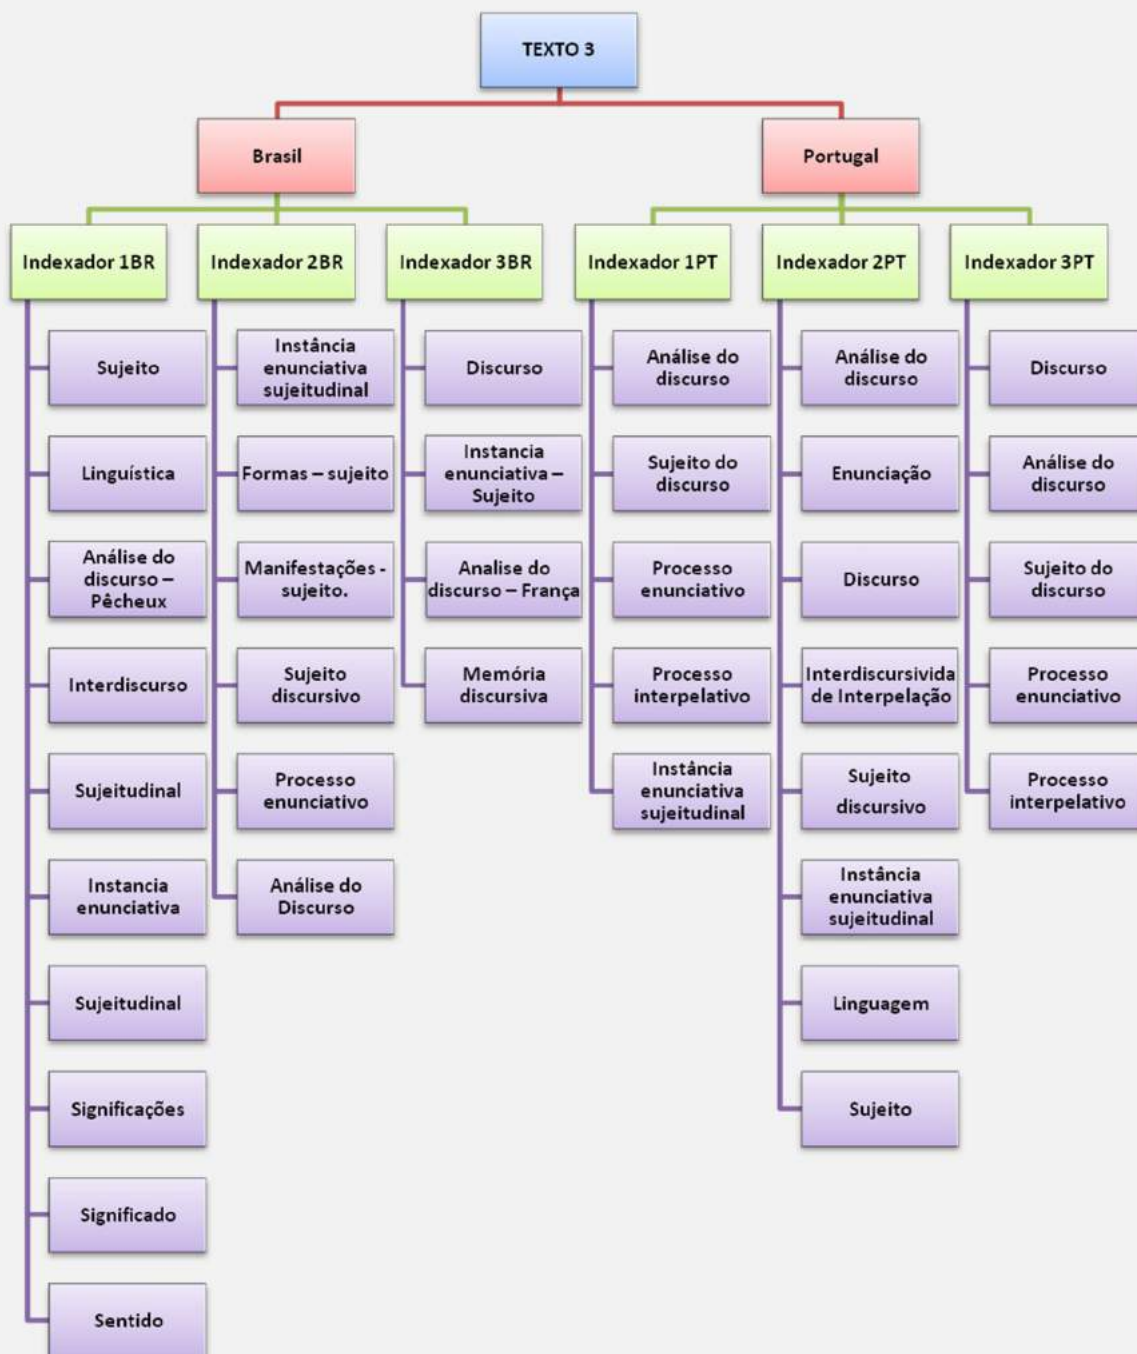 TEXTO 3
Brasil
Portugal
Indexador 1BR
Indexador 2BR
Indexador 3BR
Indexador 1PT
Indexador 2PT
Indexador 3PT
Sujeito
Linguística
Análise do
discurso –
Pêcheux
Interdiscurso
Sujeitudinal
Instancia
enunciativa
Sujeitudinal
Significações
Significado
Sentido
Instância
enunciativa
sujeitudinal
Formas – sujeito
Manifestações -
sujeito.
Sujeito
discursivo
Processo
enunciativo
Análise do
Discurso
Discurso
Instancia
enunciativa –
Sujeito
Analise do
discurso – França
Memória
discursiva
Análise do
discurso
Sujeito do
discurso
Processo
enunciativo
Processo
interpelativo
Instância
enunciativa
sujeitudinal
Análise do
discurso
Enunciação
Discurso
Interdiscursivida
de Interpelação
Sujeito
discursivo
Instância
enunciativa
sujeitudinal
Linguagem
Sujeito
Discurso
Análise do
discurso
Sujeito do
discurso
Processo
enunciativo
Processo
interpelativo